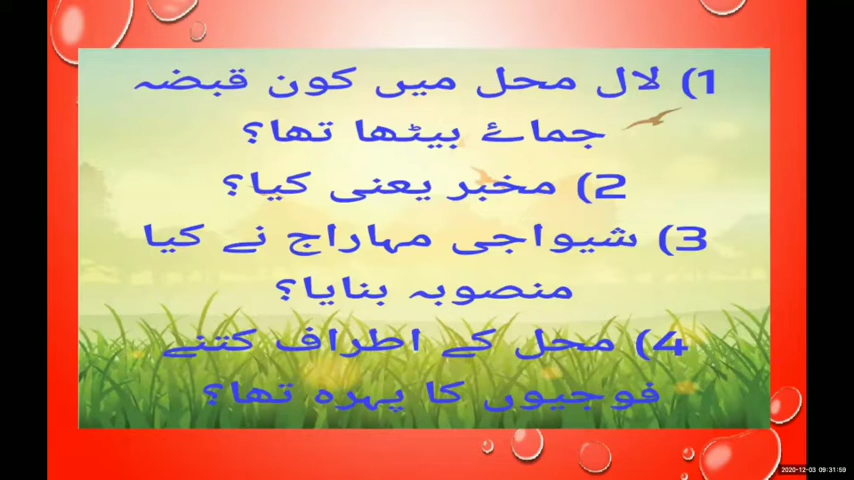 1) لال محل میں کون قبضہ
جمائے بیٹھا تھا؟
2) مخبر یعنی کیا؟
3) شیواجی مہاراج نے کیا
منصوبہ بنایا؟
4) محل کے اطراف کتنے
فوجیوں کا پہرہ تھا؟
2020-12-03 09:31:59